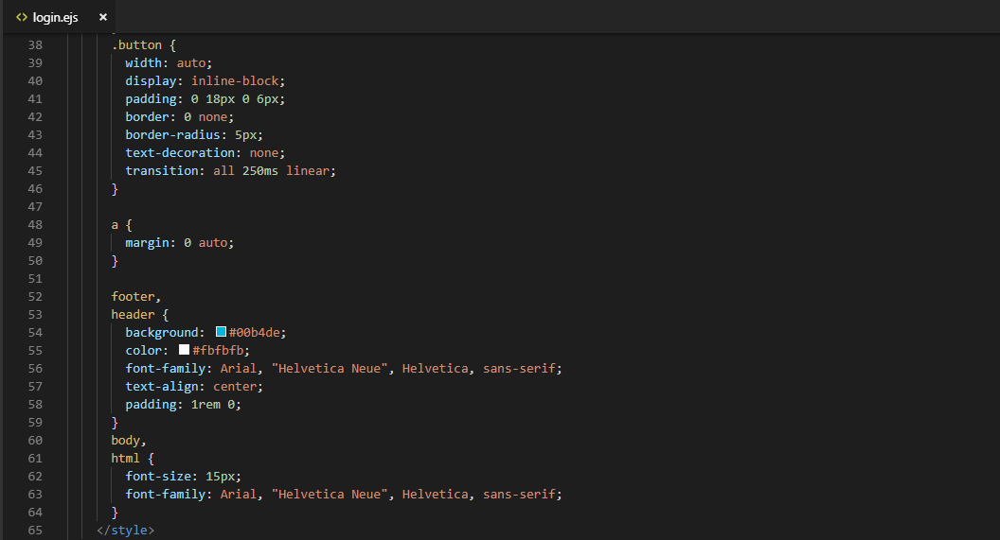 login.ejs
38 .button {
39 width: auto;
40 display: inline-block;
41 padding: 0 18px 0 6px;
42 border: 0 none;
43 border-radius: 5px;
44 text-decoration: none;
45 transition: all 250ms linear;
46 }
47
48 a {
49 margin: 0 auto;
50 }
51
52 footer,
53 header {
54 background: #00b4de;
55 color: #fbfbfb;
56 font-family: Arial, "Helvetica Neue", Helvetica, sans-serif;
57 text-align: center;
58 padding: 1rem 0;
59 }
60 body,
61 html {
62 font-size: 15px;
63 font-family: Arial, "Helvetica Neue", Helvetica, sans-serif;
64 }
65 </style>